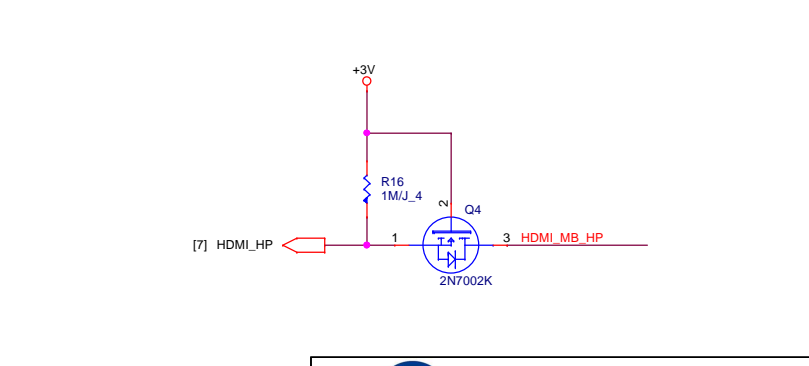 +3V
R16
1M/J_4
2
Q4
[7] HDMI_HP
1
3 HDMI_MB_HP
2N7002K